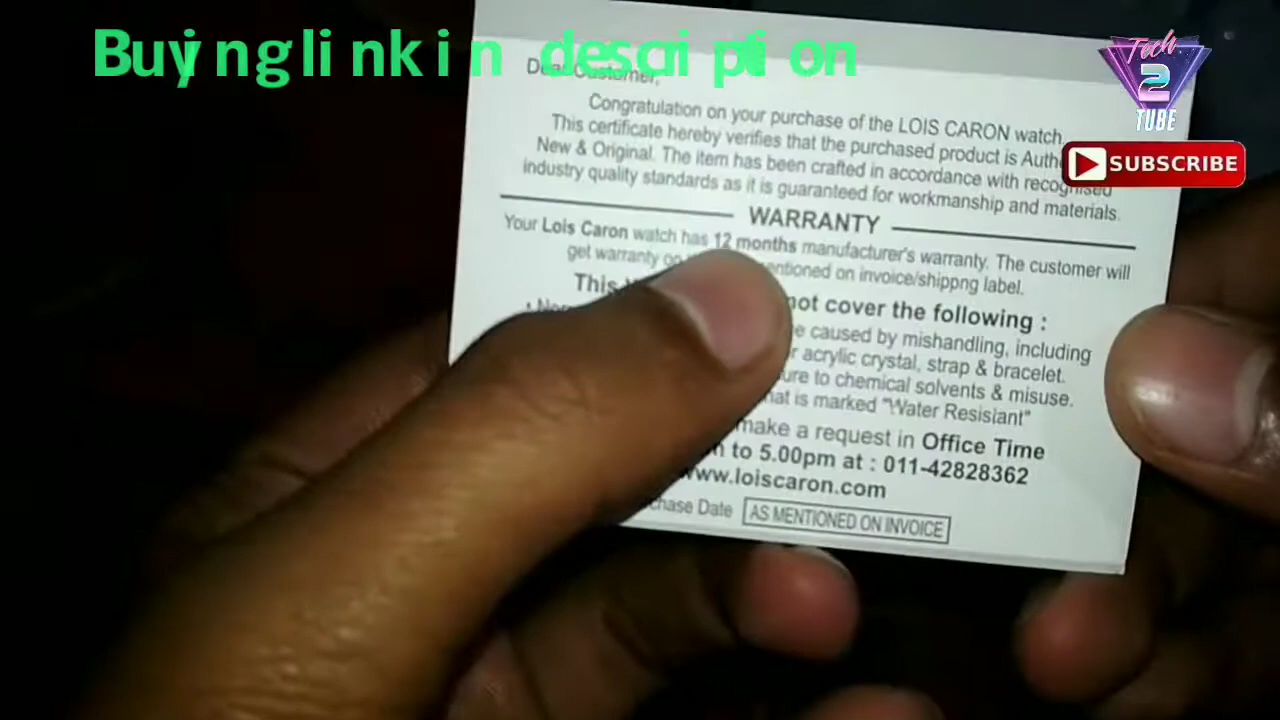 Buying link in description
Tech
2
TUBE
SUBSCRIBE
Dear Customer,
Congratulation on your purchase of the LOIS CARON watch.
This certificate hereby verifies that the purchased product is
New & Original. The item has been crafted in accordance with recognised
industry quality standards as it is guaranteed for workmanship and materials.
WARRANTY
Your Lois Caron watch has 12 months manufacturer's warranty. The customer will
get warranty on mentioned on invoice/shippng label.
This not cover the following :
caused by mishandling, including
acrylic crystal, strap & bracelet.
to chemical solvents & misuse.
is marked "Water Resistant"
make a request in Office Time
to 5.00pm at : 011-42828362
www.loiscaron.com
Date AS MENTIONED ON INVOICE